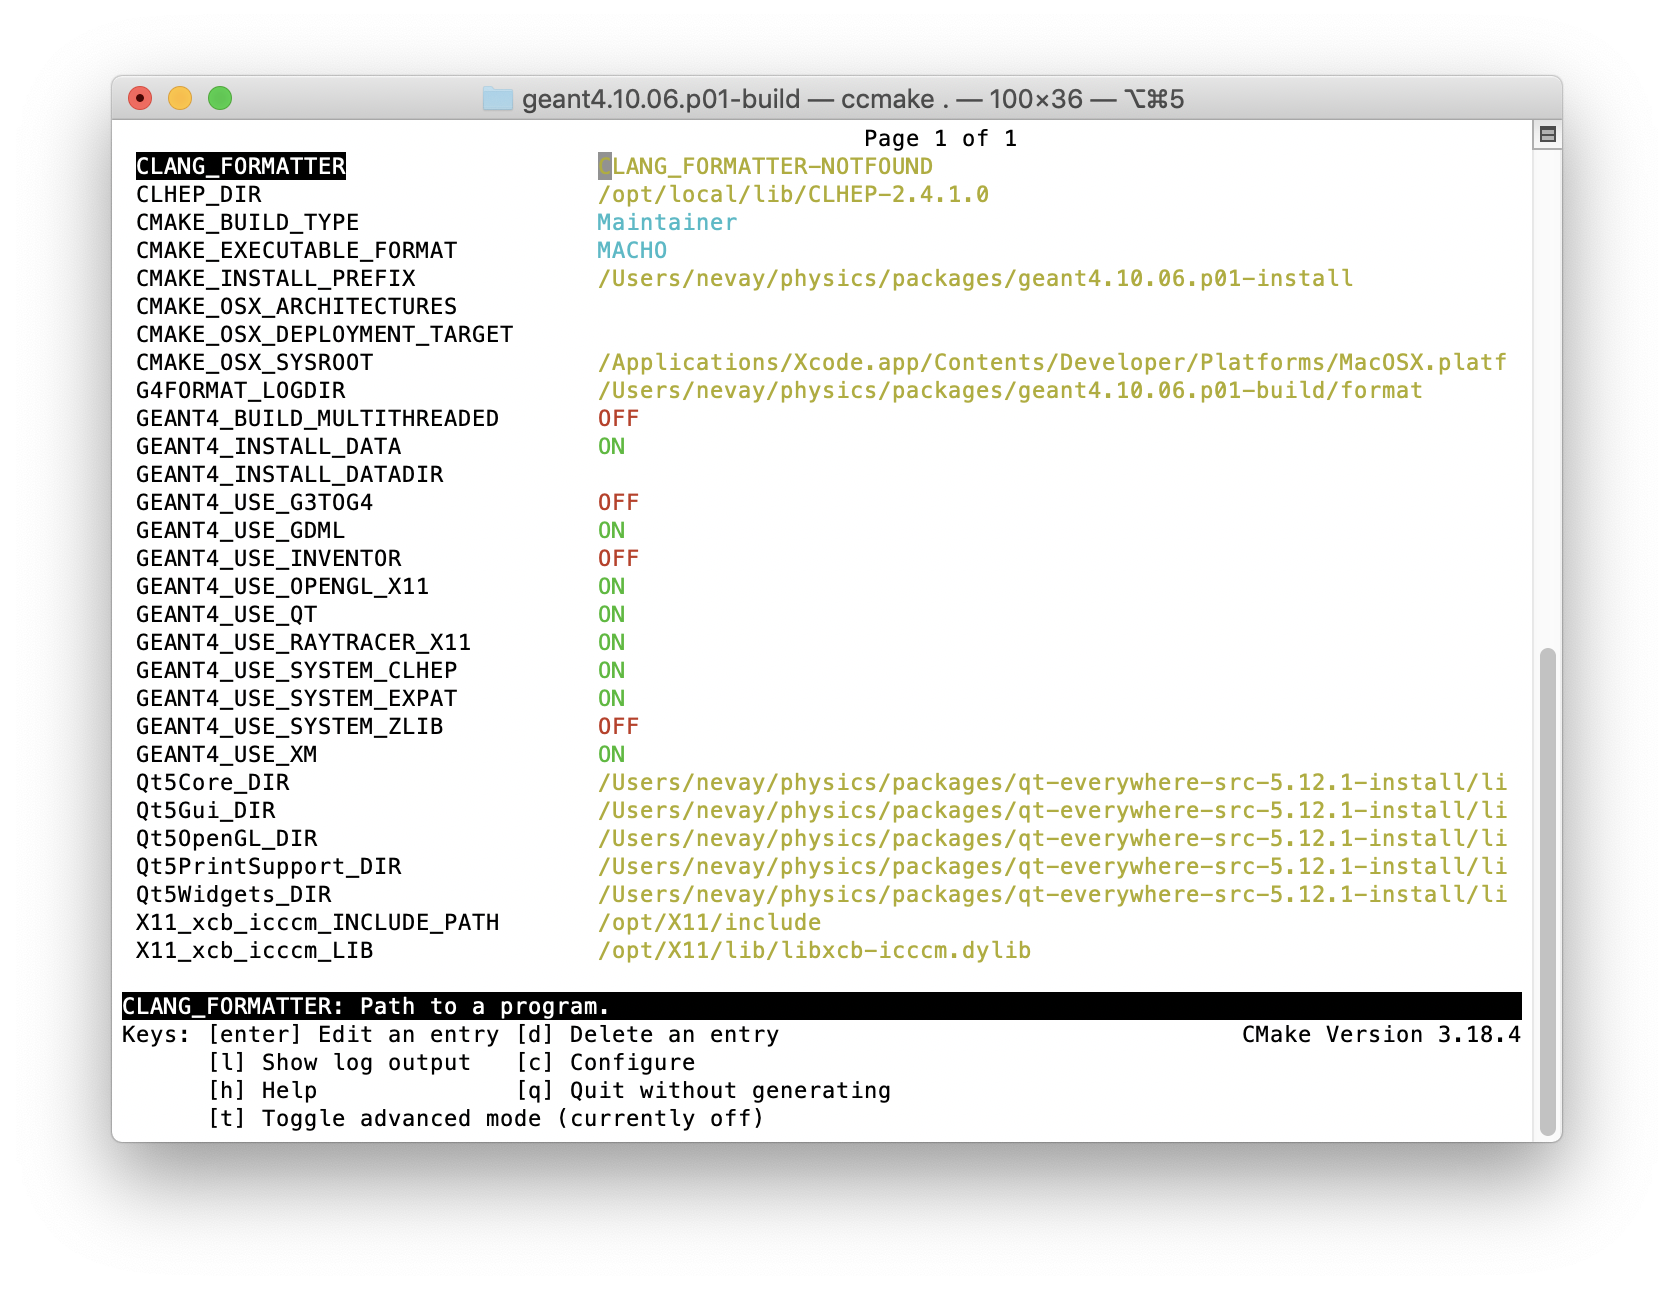 geant4.10.06.p01-build — ccmake . — 100×36 — ⌥⌘5
Page 1 of 1
CLANG_FORMATTER CLANG_FORMATTER-NOTFOUND
CLHEP_DIR /opt/local/lib/CLHEP-2.4.1.0
CMAKE_BUILD_TYPE Maintainer
CMAKE_EXECUTABLE_FORMAT MACHO
CMAKE_INSTALL_PREFIX /Users/nevay/physics/packages/geant4.10.06.p01-install
CMAKE_OSX_ARCHITECTURES
CMAKE_OSX_DEPLOYMENT_TARGET
CMAKE_OSX_SYSROOT /Applications/Xcode.app/Contents/Developer/Platforms/MacOSX.platf
G4FORMAT_LOGDIR /Users/nevay/physics/packages/geant4.10.06.p01-build/format
GEANT4_BUILD_MULTITHREADED OFF
GEANT4_INSTALL_DATA ON
GEANT4_INSTALL_DATADIR
GEANT4_USE_G3TOG4 OFF
GEANT4_USE_GDML ON
GEANT4_USE_INVENTOR OFF
GEANT4_USE_OPENGL_X11 ON
GEANT4_USE_QT ON
GEANT4_USE_RAYTRACER_X11 ON
GEANT4_USE_SYSTEM_CLHEP ON
GEANT4_USE_SYSTEM_EXPAT ON
GEANT4_USE_SYSTEM_ZLIB OFF
GEANT4_USE_XM ON
Qt5Core_DIR /Users/nevay/physics/packages/qt-everywhere-src-5.12.1-install/li
Qt5Gui_DIR /Users/nevay/physics/packages/qt-everywhere-src-5.12.1-install/li
Qt5OpenGL_DIR /Users/nevay/physics/packages/qt-everywhere-src-5.12.1-install/li
Qt5PrintSupport_DIR /Users/nevay/physics/packages/qt-everywhere-src-5.12.1-install/li
Qt5Widgets_DIR /Users/nevay/physics/packages/qt-everywhere-src-5.12.1-install/li
X11_xcb_icccm_INCLUDE_PATH /opt/X11/include
X11_xcb_icccm_LIB /opt/X11/lib/libxcb-icccm.dylib
CLANG_FORMATTER: Path to a program.
Keys: [enter] Edit an entry [d] Delete an entry CMake Version 3.18.4
[l] Show log output [c] Configure
[h] Help [q] Quit without generating
[t] Toggle advanced mode (currently off)